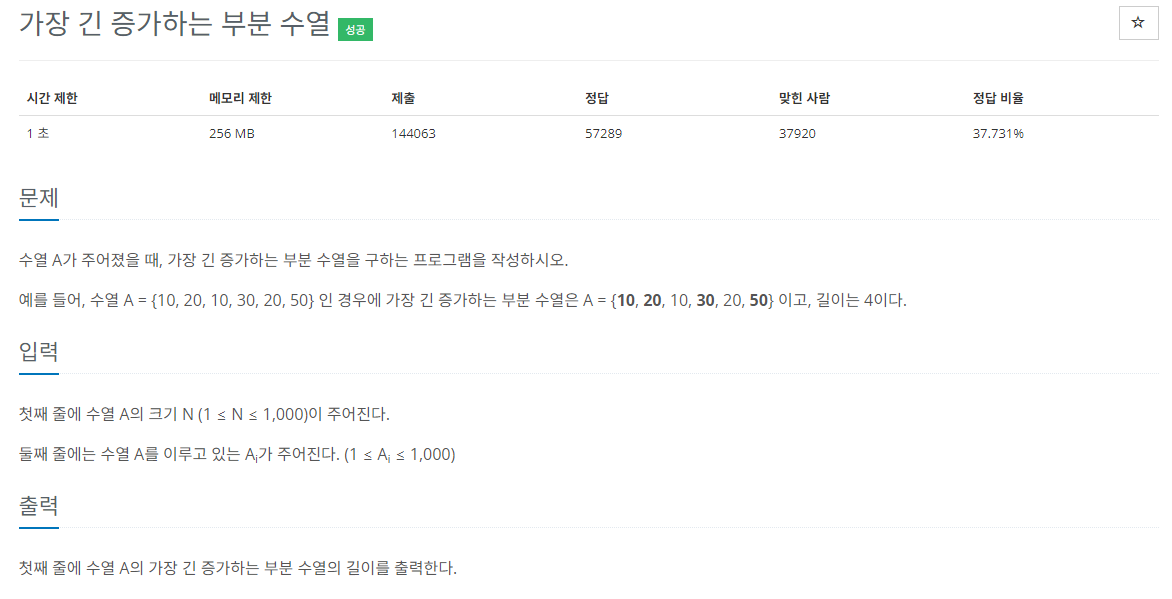 가장 긴 증가하는 부분 수열 성공
☆
시간 제한 메모리 제한 제출 정답 맞힌 사람 정답 비율
1 초 256 MB 144063 57289 37920 37.731%
문제
수열 A가 주어졌을 때, 가장 긴 증가하는 부분 수열을 구하는 프로그램을 작성하시오.
예를 들어, 수열 A = {10, 20, 10, 30, 20, 50} 인 경우에 가장 긴 증가하는 부분 수열은 A = {10, 20, 10, 30, 20, 50} 이고, 길이는 4이다.
입력
첫째 줄에 수열 A의 크기 N (1 ≤ N ≤ 1,000)이 주어진다.
둘째 줄에는 수열 A를 이루고 있는 Ai가 주어진다. (1 ≤ Ai ≤ 1,000)
출력
첫째 줄에 수열 A의 가장 긴 증가하는 부분 수열의 길이를 출력한다.